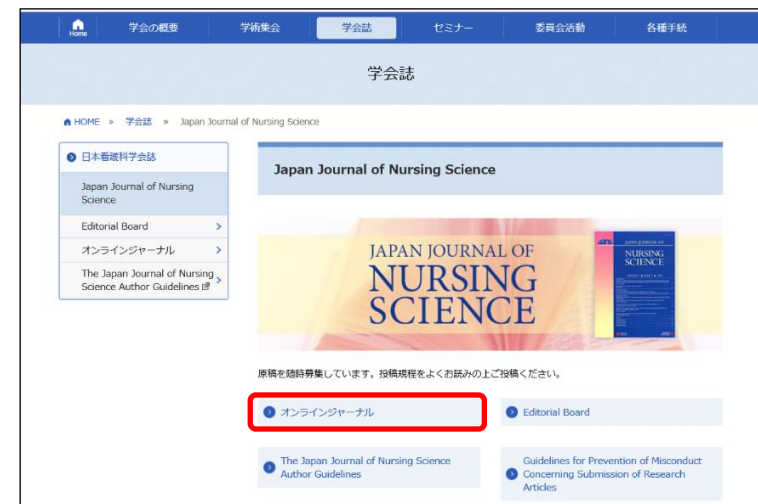 Home 学会の概要 学術集会 学会誌 セミナー 委員会活動 各種手続
学会誌
HOME » 学会誌 » Japan Journal of Nursing Science
日本看護科学会誌
Japan Journal of Nursing
Science
Editorial Board
オンラインジャーナル
The Japan Journal of Nursing
Science Author Guidelines
Japan Journal of Nursing Science
JAPAN JOURNAL OF
NURSING
SCIENCE
NURSING
SCIENCE
原稿を随時募集しています。投稿規程をよくお読みの上ご投稿ください。
オンラインジャーナル
Editorial Board
The Japan Journal of Nursing Science
Author Guidelines
Guidelines for Prevention of Misconduct
Concerning Submission of Research
Articles